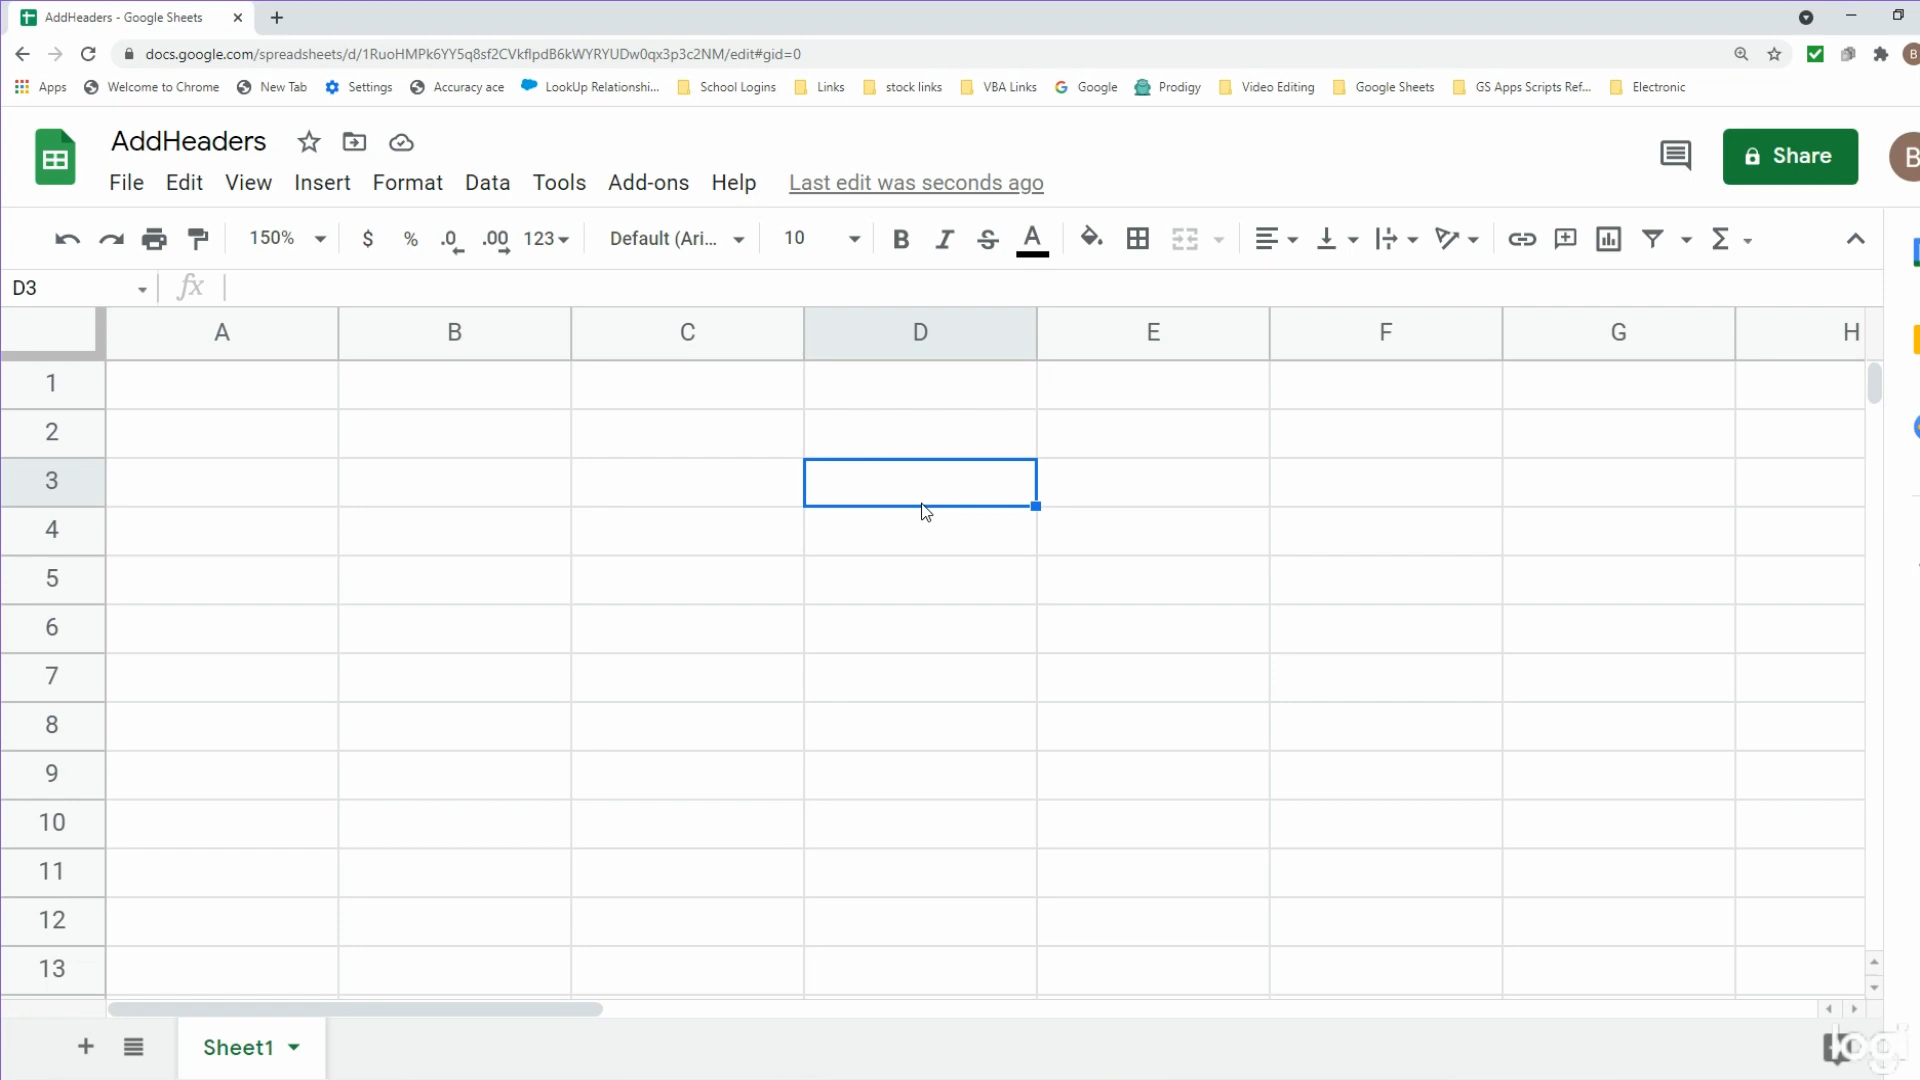 AddHeaders - Google Sheets
docs.google.com/spreadsheets/d/1RuoHMPk6YY5q8sf2CVkflpdB6kWYRYUDw0qx3p3c2NM/edit#gid=0
B
Apps Welcome to Chrome New Tab Settings Accuracy ace LookUp Relationshi... School Logins Links stock links VBA Links Google Prodigy Video Editing Google Sheets GS Apps Scripts Ref... Electronic
AddHeaders
Share
B
File Edit View Insert Format Data Tools Add-ons Help Last edit was seconds ago
150% $ % .0 .00 123 Default (Ari... 10 B I S A Σ
D3 fx
A B C D E F G H
1
2
3
4
5
6
7
8
9
10
11
12
13
+ Sheet1
logi